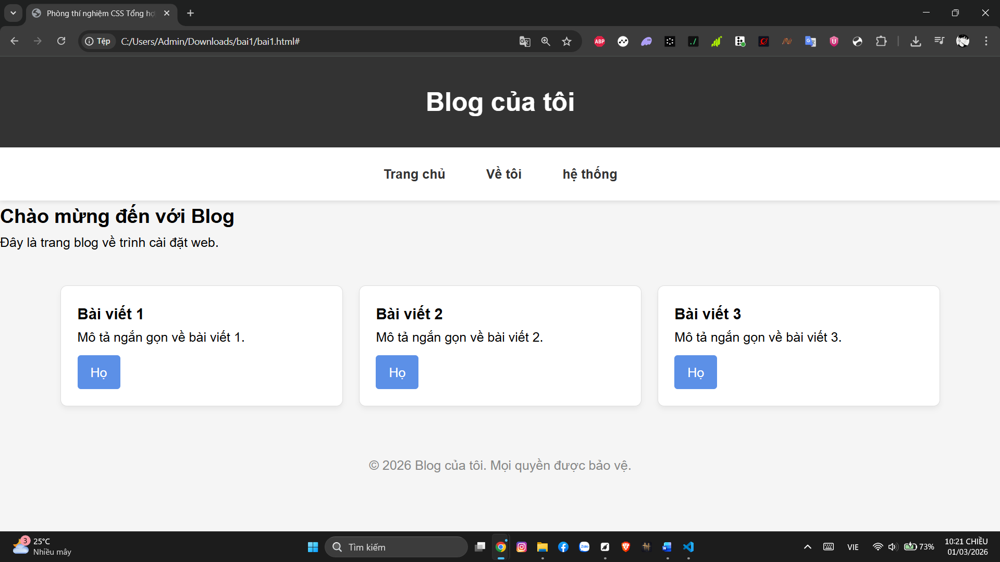 Phòng thí nghiệm CSS Tổng hợ
Tệp
C:/Users/Admin/Downloads/bai1/bai1.html#
ABP
Blog của tôi
Trang chủ
Về tôi
hệ thống
Chào mừng đến với Blog
Đây là trang blog về trình cài đặt web.
Bài viết 1
Mô tả ngắn gọn về bài viết 1.
Họ
Bài viết 2
Mô tả ngắn gọn về bài viết 2.
Họ
Bài viết 3
Mô tả ngắn gọn về bài viết 3.
Họ
© 2026 Blog của tôi. Mọi quyền được bảo vệ.
3
25°C
Nhiều mây
Tìm kiếm
Zalo
VIE
73%
10:21 CHIỀU
01/03/2026